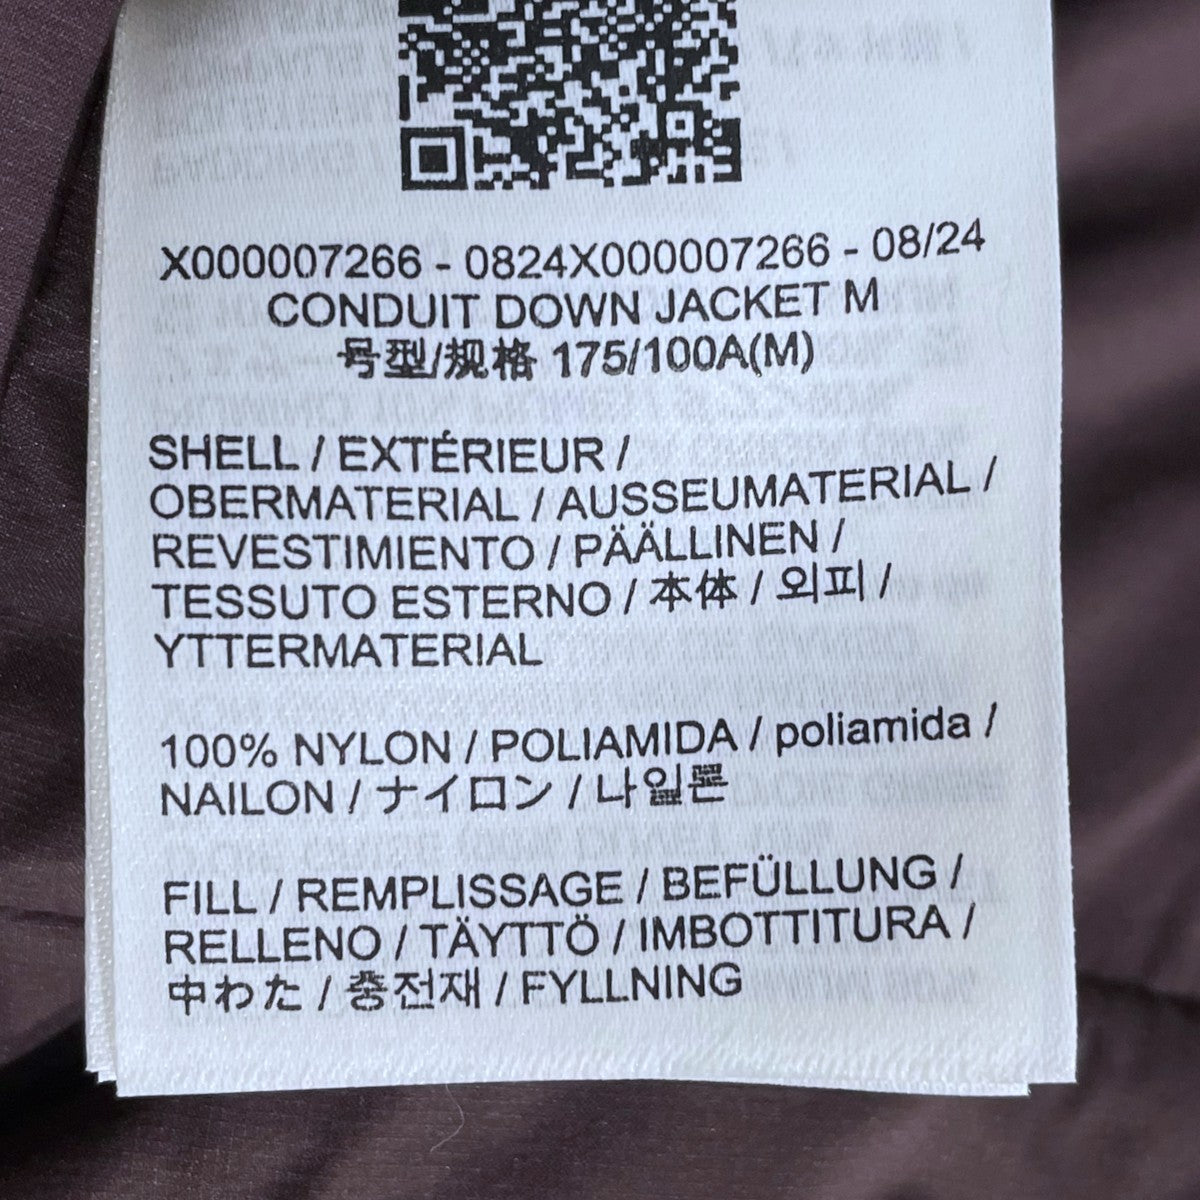 X000007266 - 0824X000007266 - 08/24
CONDUIT DOWN JACKET M
号型/规格 175/100A(M)
SHELL / EXTÉRIEUR /
OBERMATERIAL / AUSSEUMATERIAL /
REVESTIMIENTO / PÄÄLLINEN /
TESSUTO ESTERNO / 本体 / 외피 /
YTTERMATERIAL
100% NYLON / POLIAMIDA / poliamida /
NAILON / ナイロン / 나일론
FILL / REMPLISSAGE / BEFÜLLUNG /
RELLENO / TÄYTTÖ / IMBOTTITURA /
中わた / 충전재 / FYLLNING